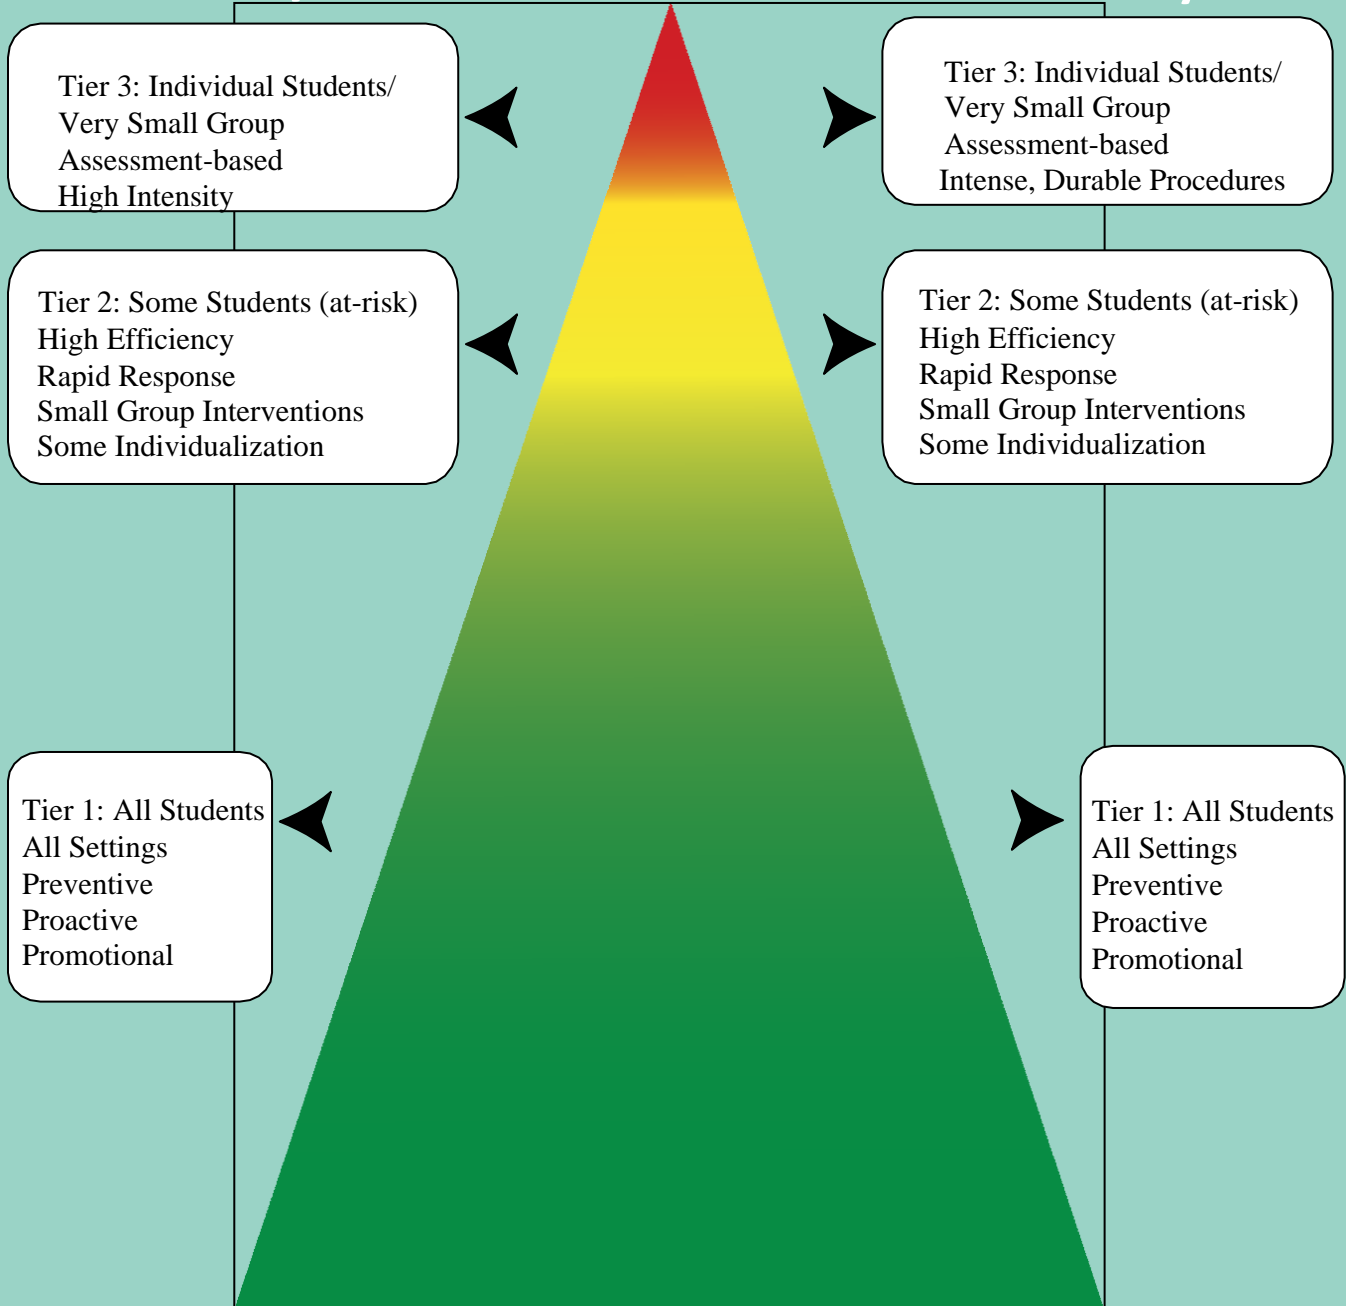 Tier 3: Individual Students/
Very Small Group
Assessment-based
High Intensity
Tier 3: Individual Students/
Very Small Group
Assessment-based
Intense, Durable Procedures
Tier 2: Some Students (at-risk)
High Efficiency
Rapid Response
Small Group Interventions
Some Individualization
Tier 2: Some Students (at-risk)
High Efficiency
Rapid Response
Small Group Interventions
Some Individualization
Tier 1: All Students
All Settings
Preventive
Proactive
Promotional
Tier 1: All Students
All Settings
Preventive
Proactive
Promotional